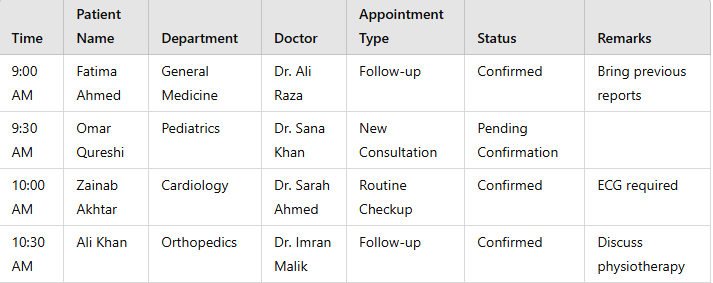 Time | Patient Name | Department | Doctor | Appointment Type | Status | Remarks
9:00 AM | Fatima Ahmed | General Medicine | Dr. Ali Raza | Follow-up | Confirmed | Bring previous reports
9:30 AM | Omar Qureshi | Pediatrics | Dr. Sana Khan | New Consultation | Pending Confirmation |
10:00 AM | Zainab Akhtar | Cardiology | Dr. Sarah Ahmed | Routine Checkup | Confirmed | ECG required
10:30 AM | Ali Khan | Orthopedics | Dr. Imran Malik | Follow-up | Confirmed | Discuss physiotherapy